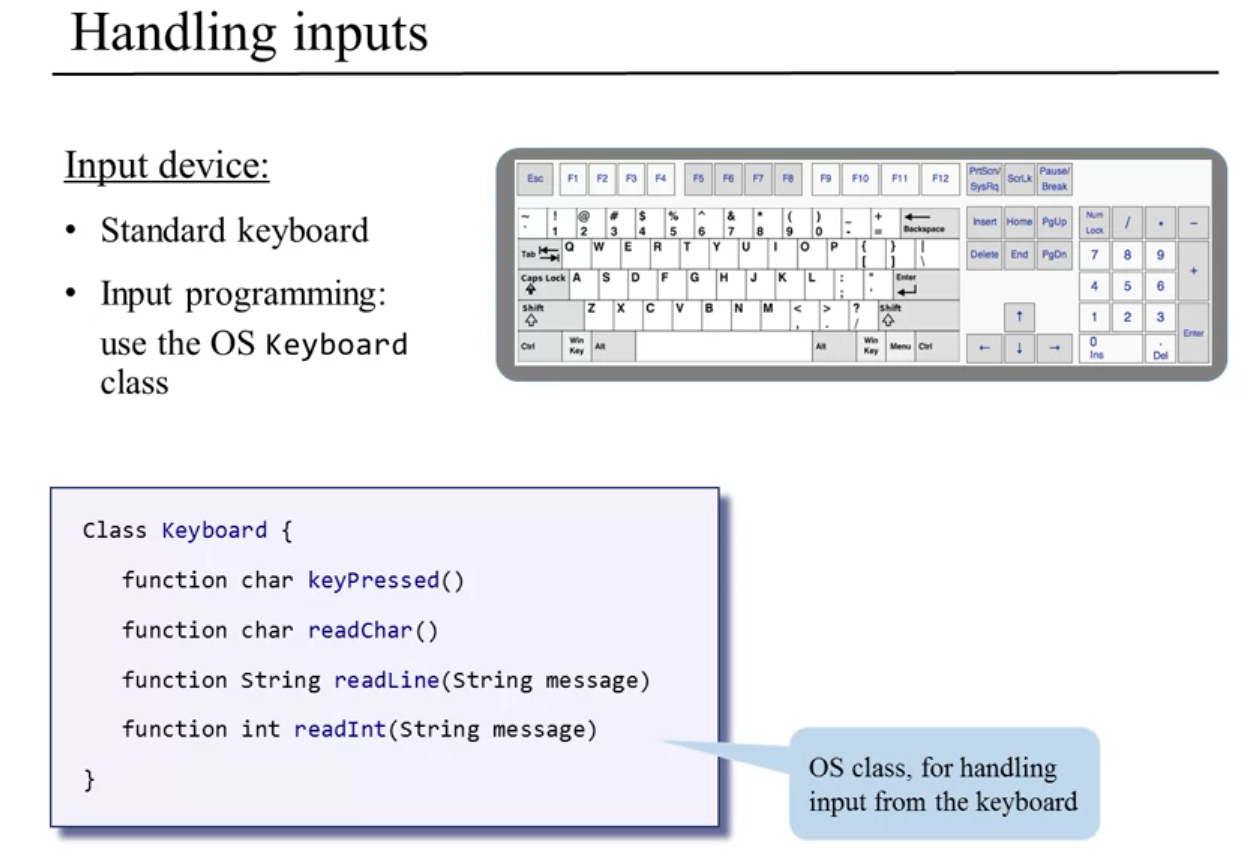 Handling inputs
Input device:
• Standard keyboard
• Input programming:
use the OS Keyboard
class
Esc F1 F2 F3 F4 F5 F6 F7 F8 F9 F10 F11 F12 PrtScn/ SysRq ScrLk Pause/ Break
~ ` ! 1 @ 2 # 3 $ 4 % 5 ^ 6 & 7 * 8 ( 9 ) 0 _ - + = Backspace Insert Home PgUp Num Lock / * −
Tab Q W E R T Y U I O P { [ } ] | \ Delete End PgDn 7 8 9 +
Caps Lock A S D F G H J K L : ; " ' Enter 4 5 6
Shift Z X C V B N M < , > . ? / Shift ↑ 1 2 3 Enter
Ctrl Win Key Alt Alt Win Key Menu Ctrl ← ↓ → 0 Ins . Del
Class Keyboard {
function char keyPressed()
function char readChar()
function String readLine(String message)
function int readInt(String message)
}
OS class, for handling
input from the keyboard